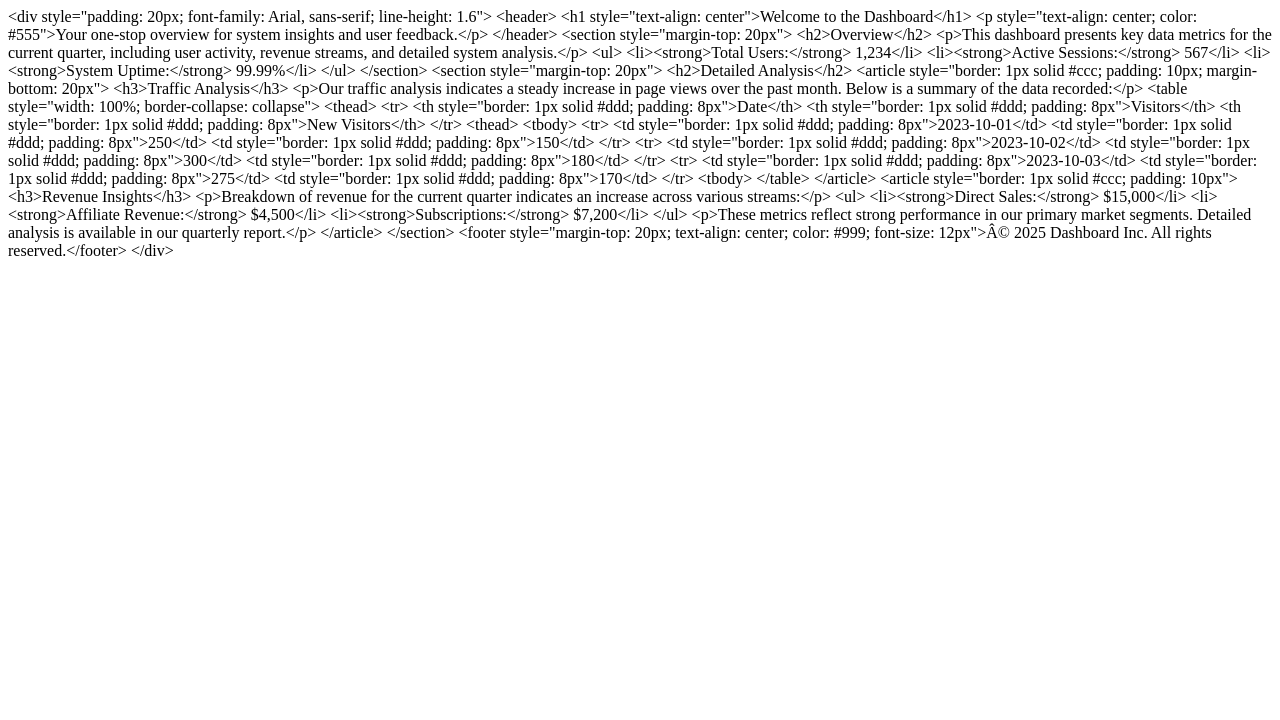 <div style="padding: 20px; font-family: Arial, sans-serif; line-height: 1.6"> <header> <h1 style="text-align: center">Welcome to the Dashboard</h1> <p style="text-align: center; color:
#555">Your one-stop overview for system insights and user feedback.</p> </header> <section style="margin-top: 20px"> <h2>Overview</h2> <p>This dashboard presents key data metrics for the
current quarter, including user activity, revenue streams, and detailed system analysis.</p> <ul> <li><strong>Total Users:</strong> 1,234</li> <li><strong>Active Sessions:</strong> 567</li> <li>
<strong>System Uptime:</strong> 99.99%</li> </ul> </section> <section style="margin-top: 20px"> <h2>Detailed Analysis</h2> <article style="border: 1px solid #ccc; padding: 10px; margin-
bottom: 20px"> <h3>Traffic Analysis</h3> <p>Our traffic analysis indicates a steady increase in page views over the past month. Below is a summary of the data recorded:</p> <table
style="width: 100%; border-collapse: collapse"> <thead> <tr> <th style="border: 1px solid #ddd; padding: 8px">Date</th> <th style="border: 1px solid #ddd; padding: 8px">Visitors</th> <th
style="border: 1px solid #ddd; padding: 8px">New Visitors</th> </tr> <thead> <tbody> <tr> <td style="border: 1px solid #ddd; padding: 8px">2023-10-01</td> <td style="border: 1px solid
#ddd; padding: 8px">250</td> <td style="border: 1px solid #ddd; padding: 8px">150</td> </tr> <tr> <td style="border: 1px solid #ddd; padding: 8px">2023-10-02</td> <td style="border: 1px
solid #ddd; padding: 8px">300</td> <td style="border: 1px solid #ddd; padding: 8px">180</td> </tr> <tr> <td style="border: 1px solid #ddd; padding: 8px">2023-10-03</td> <td style="border:
1px solid #ddd; padding: 8px">275</td> <td style="border: 1px solid #ddd; padding: 8px">170</td> </tr> <tbody> </table> </article> <article style="border: 1px solid #ccc; padding: 10px">
<h3>Revenue Insights</h3> <p>Breakdown of revenue for the current quarter indicates an increase across various streams:</p> <ul> <li><strong>Direct Sales:</strong> $15,000</li> <li>
<strong>Affiliate Revenue:</strong> $4,500</li> <li><strong>Subscriptions:</strong> $7,200</li> </ul> <p>These metrics reflect strong performance in our primary market segments. Detailed
analysis is available in our quarterly report.</p> </article> </section> <footer style="margin-top: 20px; text-align: center; color: #999; font-size: 12px">Â© 2025 Dashboard Inc. All rights
reserved.</footer> </div>